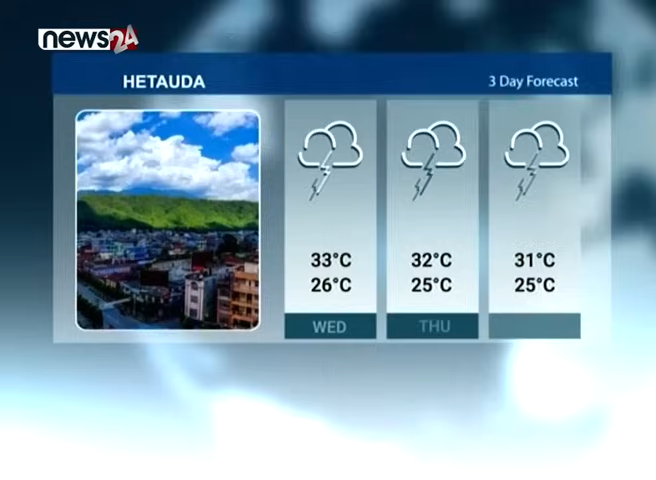 news24
HETAUDA
3 Day Forecast
33°C
26°C
WED
32°C
25°C
THU
31°C
25°C